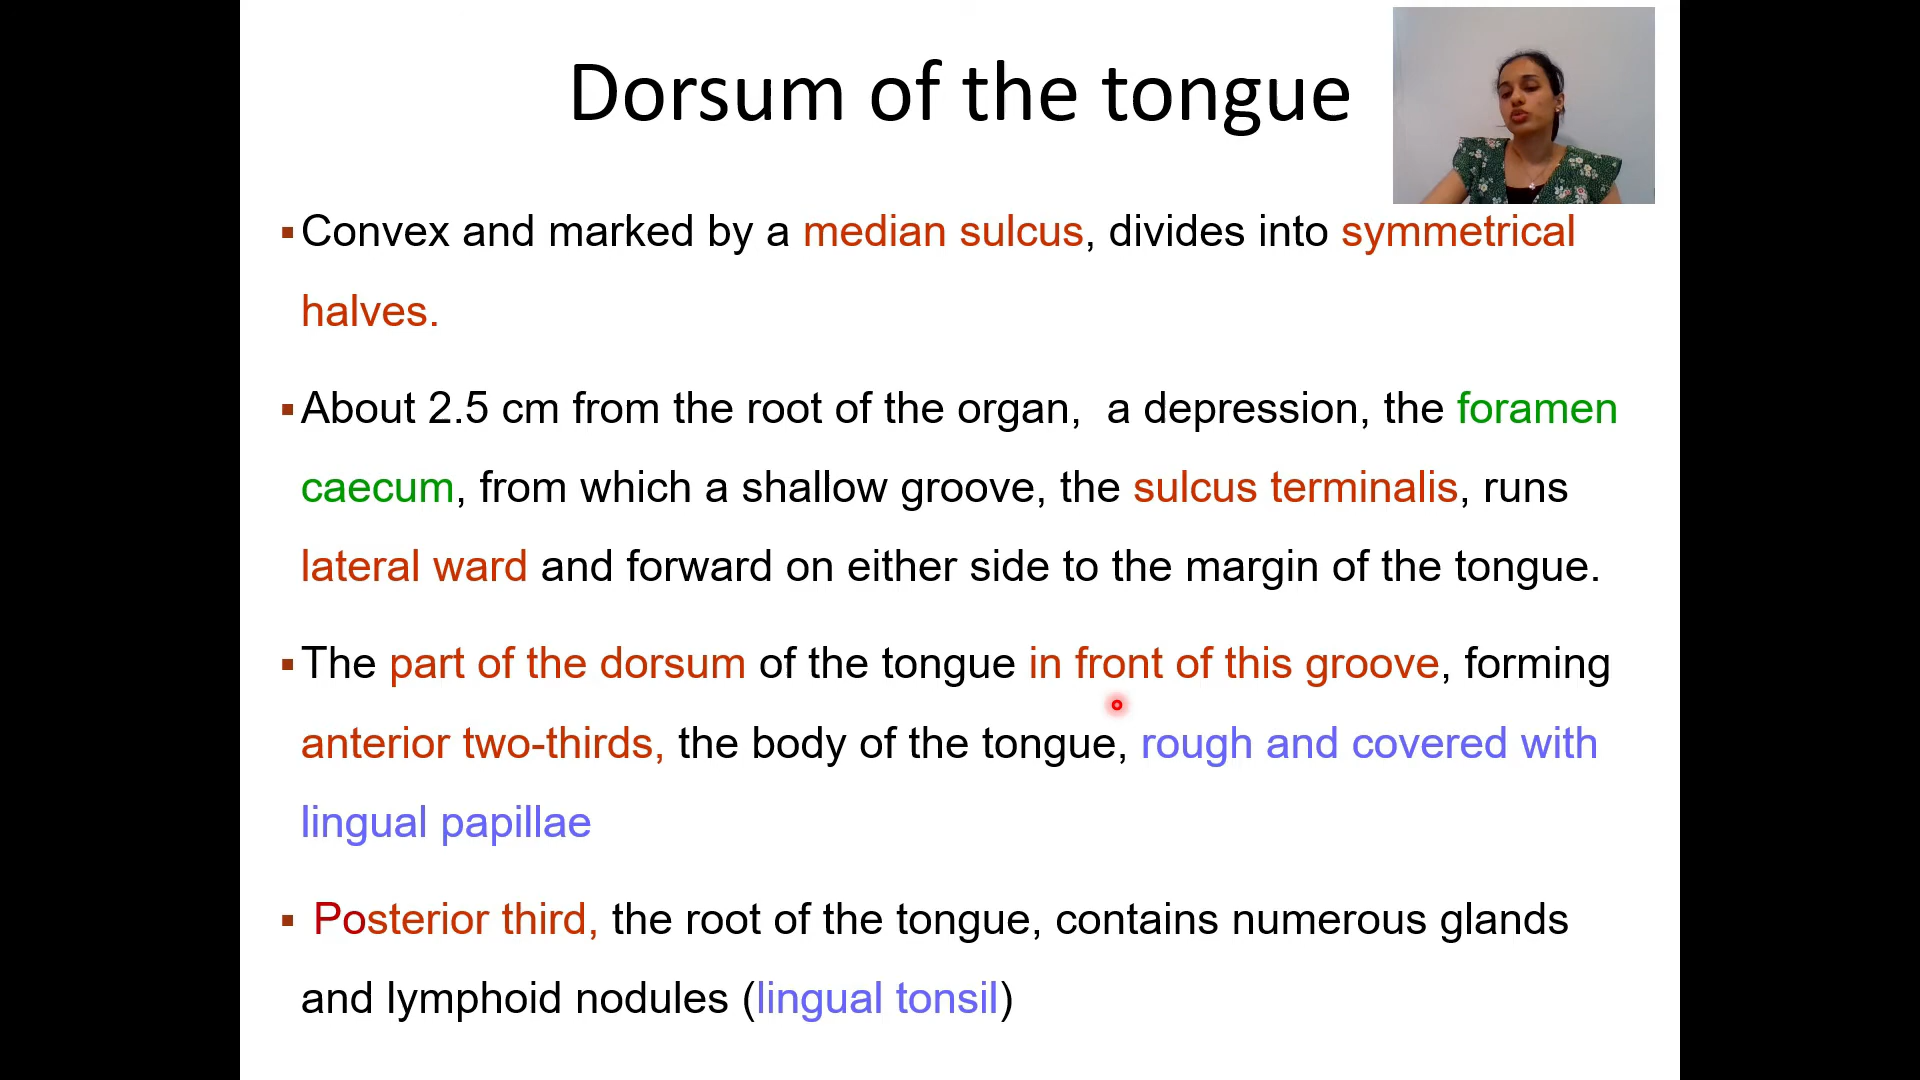 Dorsum of the tongue
▪Convex and marked by a median sulcus, divides into symmetrical
halves.
▪About 2.5 cm from the root of the organ,  a depression, the foramen
caecum, from which a shallow groove, the sulcus terminalis, runs
lateral ward and forward on either side to the margin of the tongue.
▪The part of the dorsum of the tongue in front of this groove, forming
anterior two-thirds, the body of the tongue, rough and covered with
lingual papillae
▪ Posterior third, the root of the tongue, contains numerous glands
and lymphoid nodules (lingual tonsil)